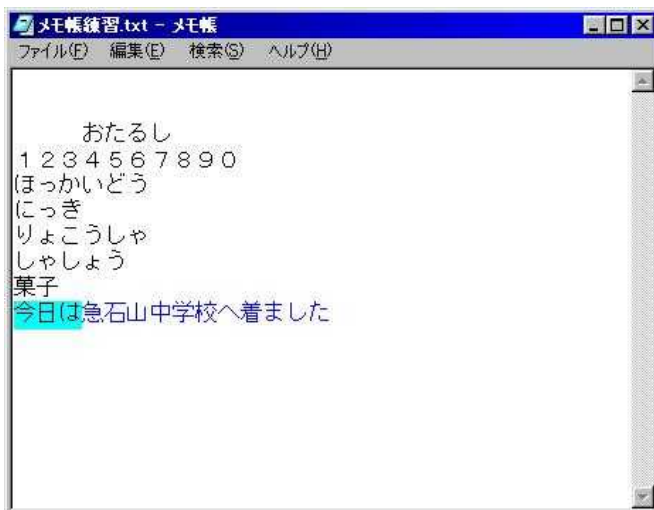 メモ帳練習.txt - メモ帳
ファイル(F) 編集(E) 検索(S) ヘルプ(H)
おたるし
１２３４５６７８９０
ほっかいどう
にっき
りょこうしゃ
しゃしょう
菓子
今日は急石山中学校へ着ました